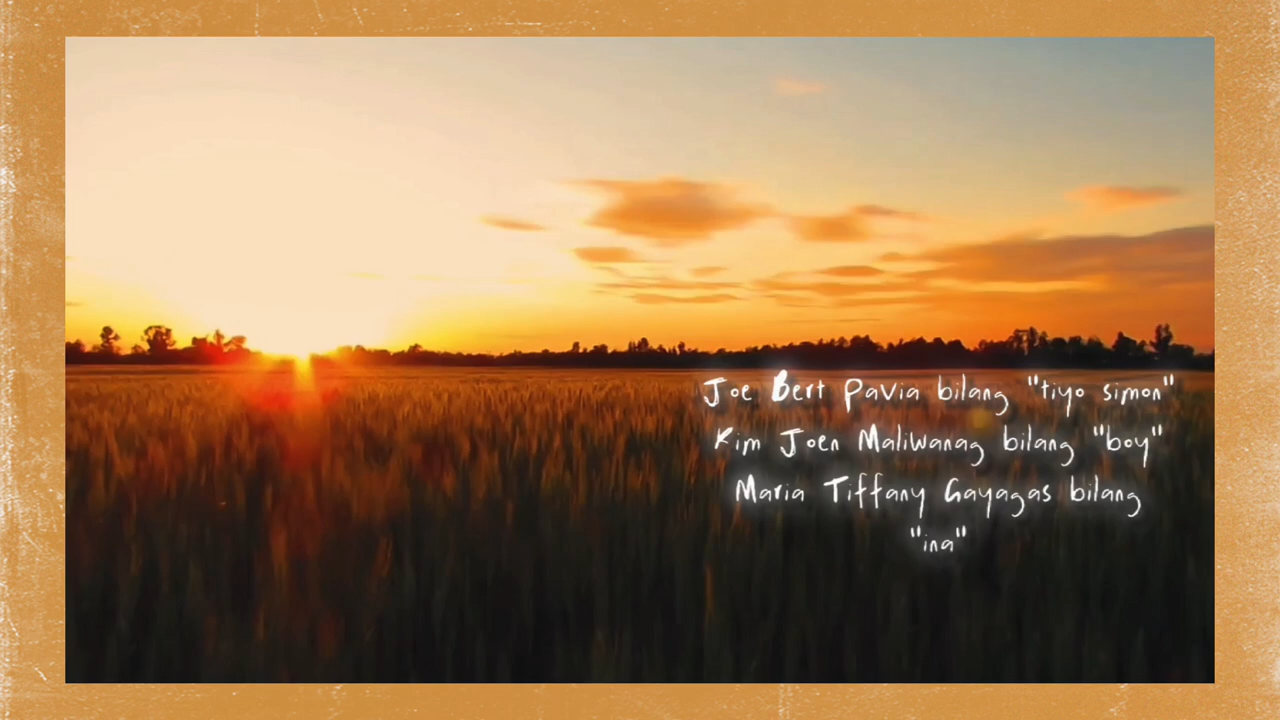 Joe Bert Pavia bilang "tiyo simon"
Kim Joen Maliwanag bilang "boy"
Maria Tiffany Gayagas bilang
"ina"